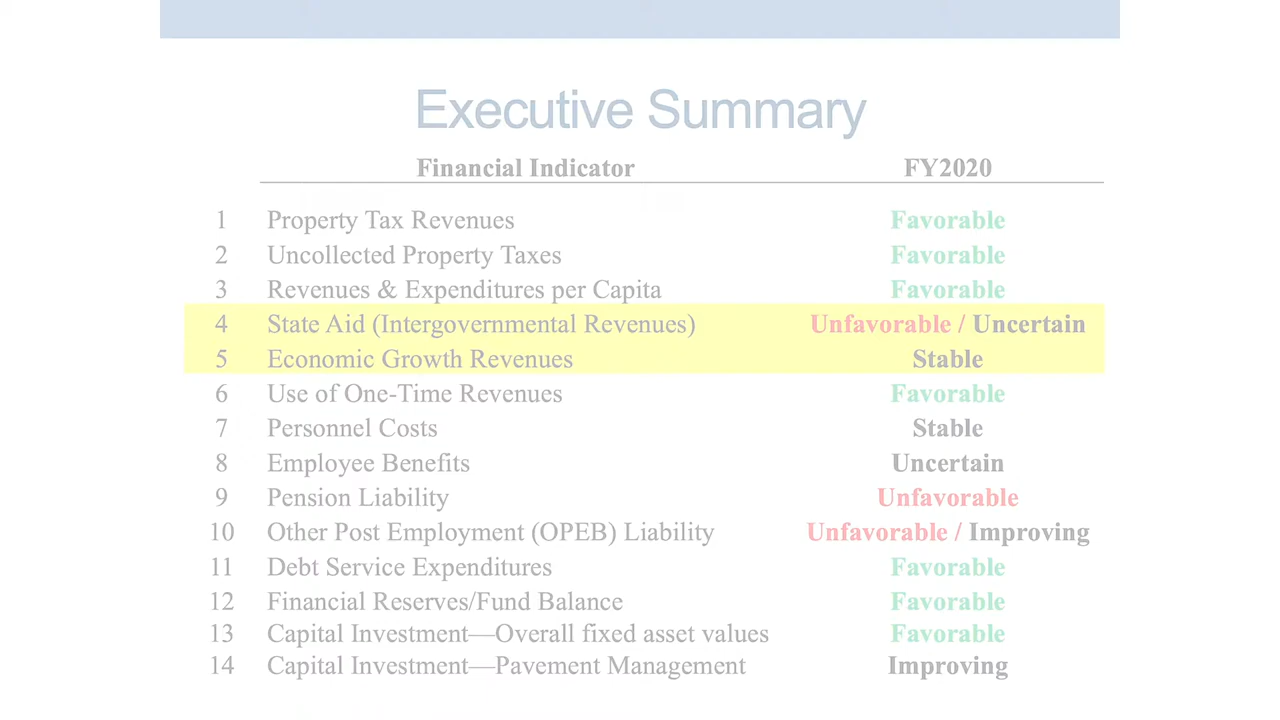 Executive Summary
Financial Indicator FY2020
1 Property Tax Revenues Favorable
2 Uncollected Property Taxes Favorable
3 Revenues & Expenditures per Capita Favorable
4 State Aid (Intergovernmental Revenues) Unfavorable / Uncertain
5 Economic Growth Revenues Stable
6 Use of One-Time Revenues Favorable
7 Personnel Costs Stable
8 Employee Benefits Uncertain
9 Pension Liability Unfavorable
10 Other Post Employment (OPEB) Liability Unfavorable / Improving
11 Debt Service Expenditures Favorable
12 Financial Reserves/Fund Balance Favorable
13 Capital Investment—Overall fixed asset values Favorable
14 Capital Investment—Pavement Management Improving